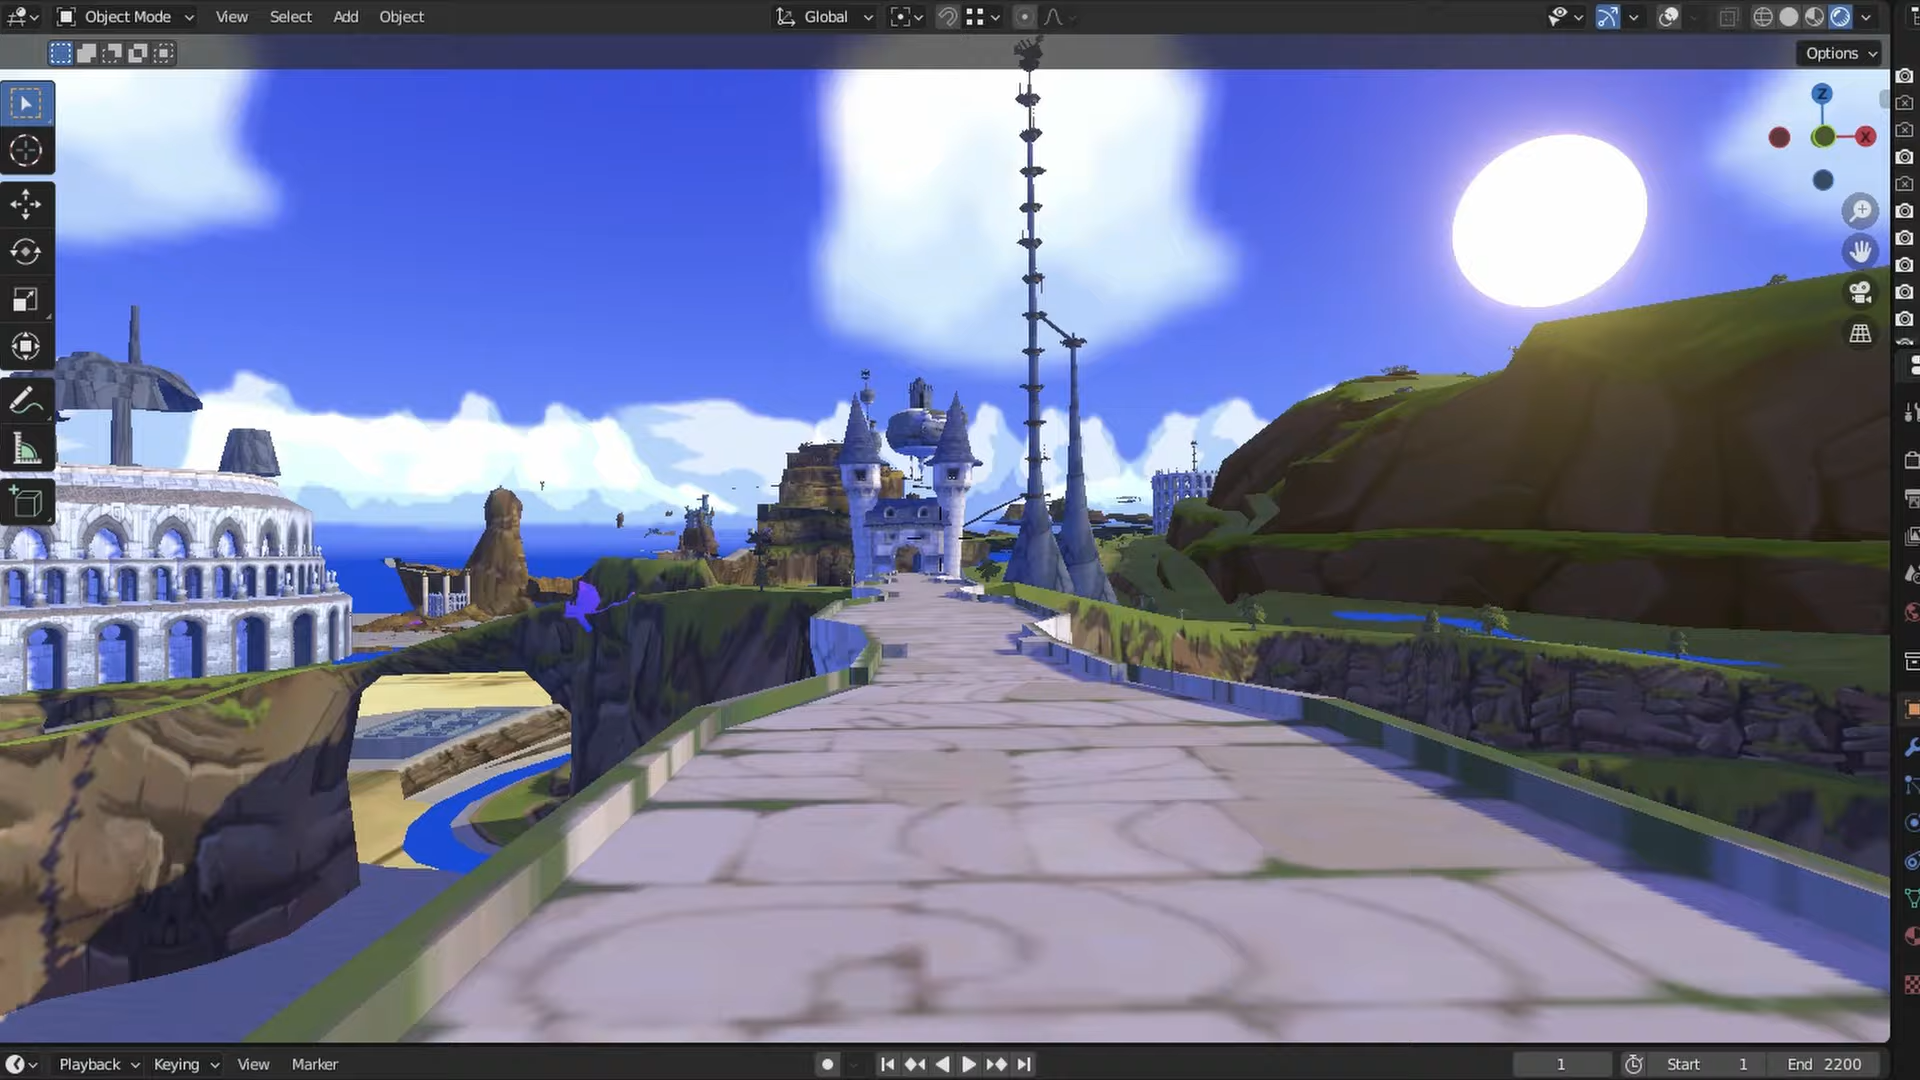 Object Mode View Select Add Object Global
Options
Z
X
Playback Keying View Marker 1 Start 1 End 2200